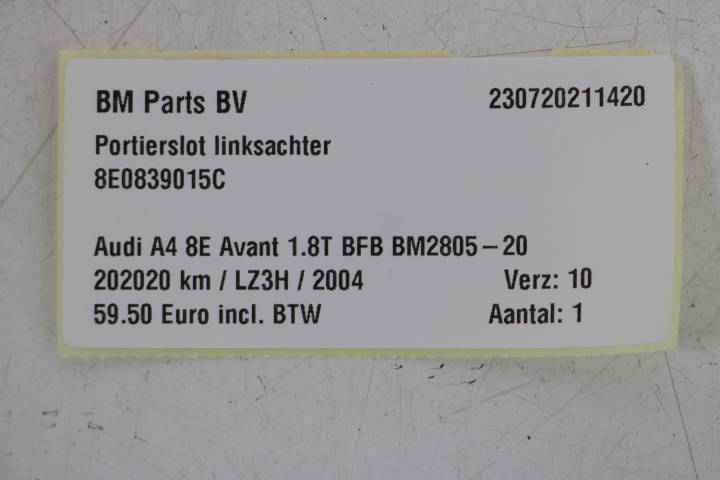 BM Parts BV 230720211420
Portierslot linksachter
8E0839015C
Audi A4 8E Avant 1.8T BFB BM2805-20
202020 km / LZ3H / 2004 Verz: 10
59.50 Euro incl. BTW Aantal: 1